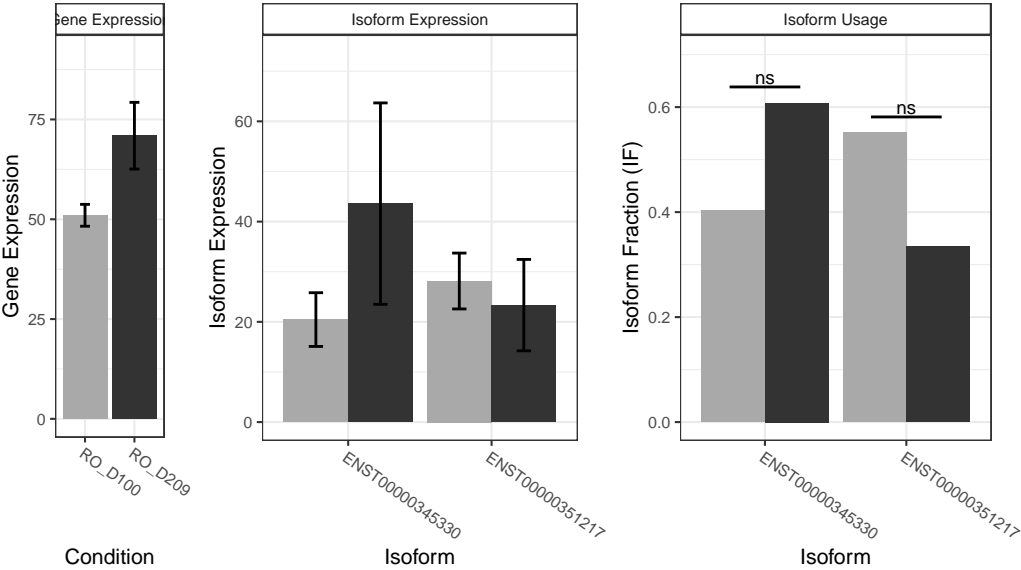 Gene Expression
Isoform Expression
Isoform Usage
Gene Expression
0
25
50
75
RO_D100
RO_D209
Condition
Isoform Expression
0
20
40
60
ENST00000345330
ENST00000351217
Isoform
Isoform Fraction (IF)
0.0
0.2
0.4
0.6
ns
ns
ENST00000345330
ENST00000351217
Isoform